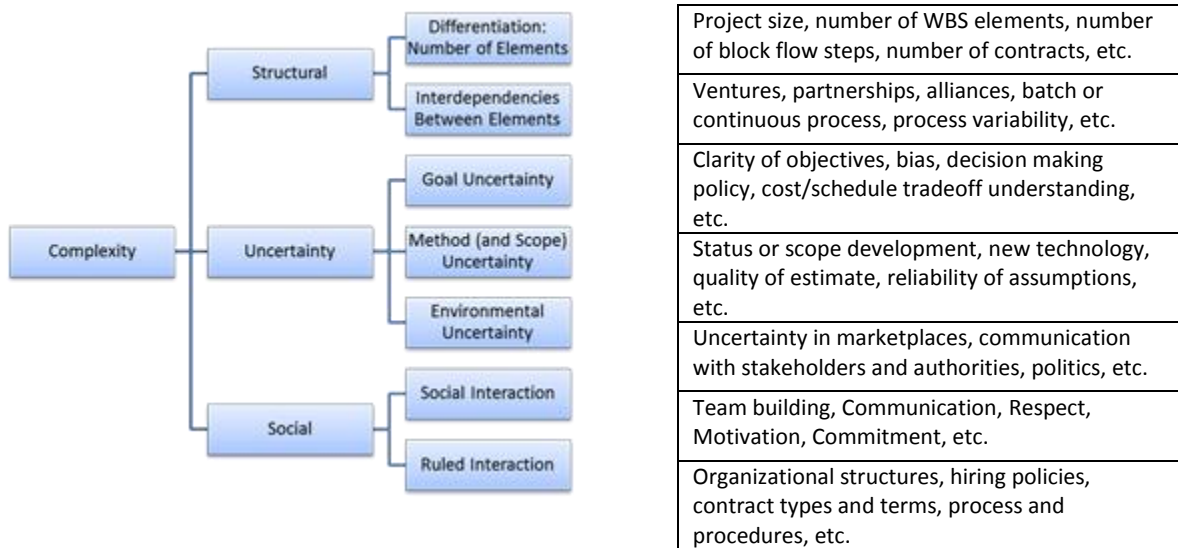 Differentiation:
Number of Elements
Structural
Interdependencies
Between Elements
Goal Uncertainty
Complexity
Uncertainty
Method (and Scope)
Uncertainty
Environmental
Uncertainty
Social Interaction
Social
Ruled Interaction
Project size, number of WBS elements, number
of block flow steps, number of contracts, etc.
Ventures, partnerships, alliances, batch or
continuous process, process variability, etc.
Clarity of objectives, bias, decision making
policy, cost/schedule tradeoff understanding,
etc.
Status or scope development, new technology,
quality of estimate, reliability of assumptions,
etc.
Uncertainty in marketplaces, communication
with stakeholders and authorities, politics, etc.
Team building, Communication, Respect,
Motivation, Commitment, etc.
Organizational structures, hiring policies,
contract types and terms, process and
procedures, etc.